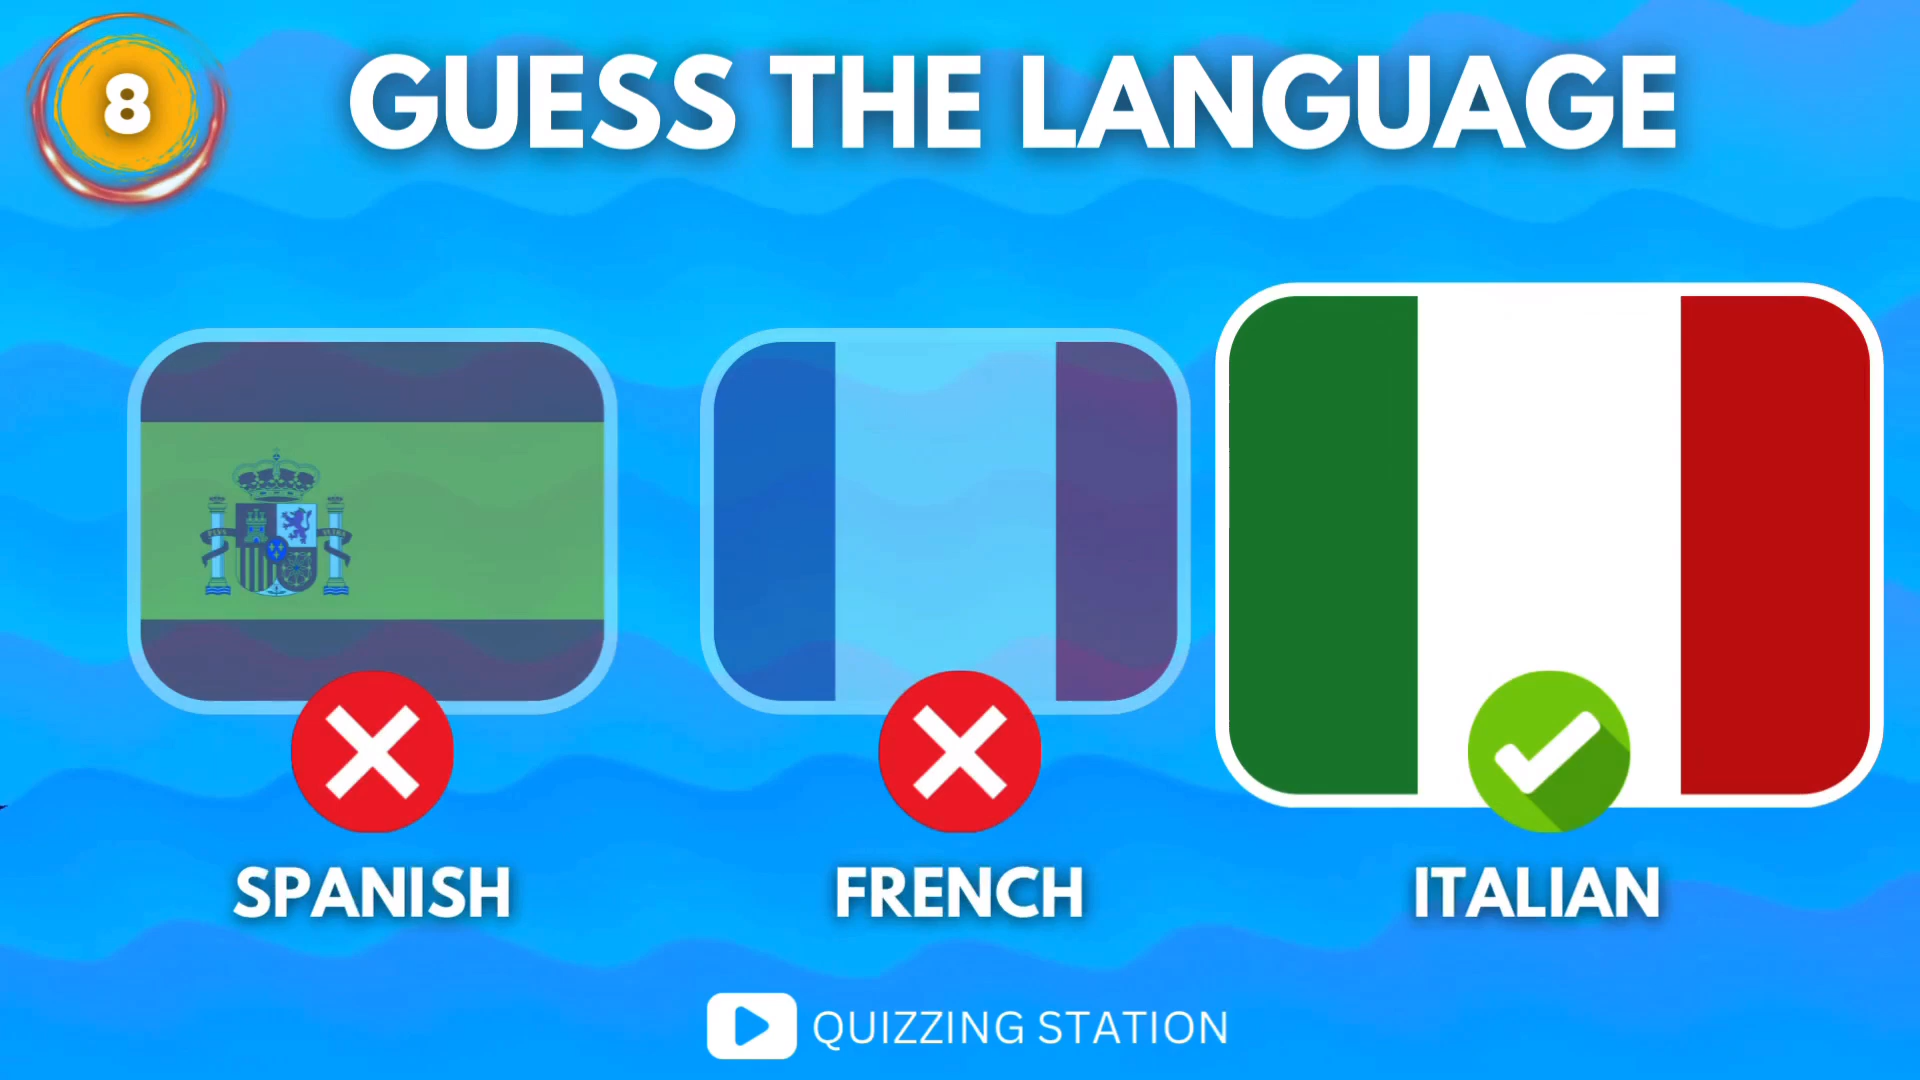 8
GUESS THE LANGUAGE
SPANISH
FRENCH
ITALIAN
QUIZZING STATION